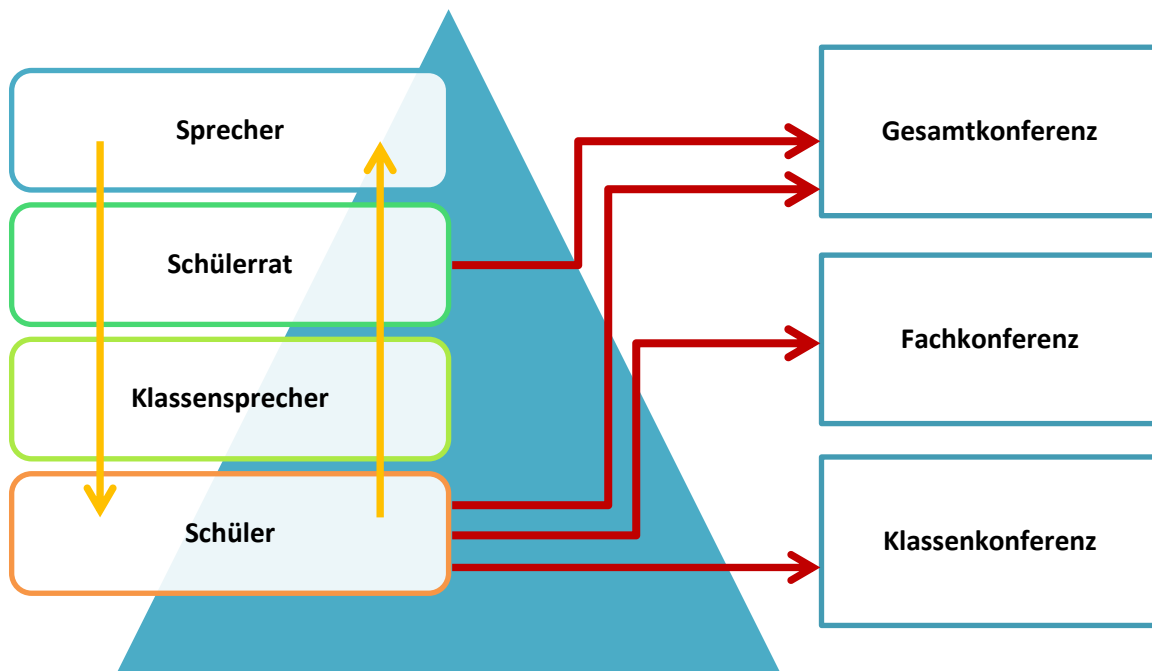 Sprecher
Schülerrat
Klassensprecher
Schüler
Gesamtkonferenz
Fachkonferenz
Klassenkonferenz